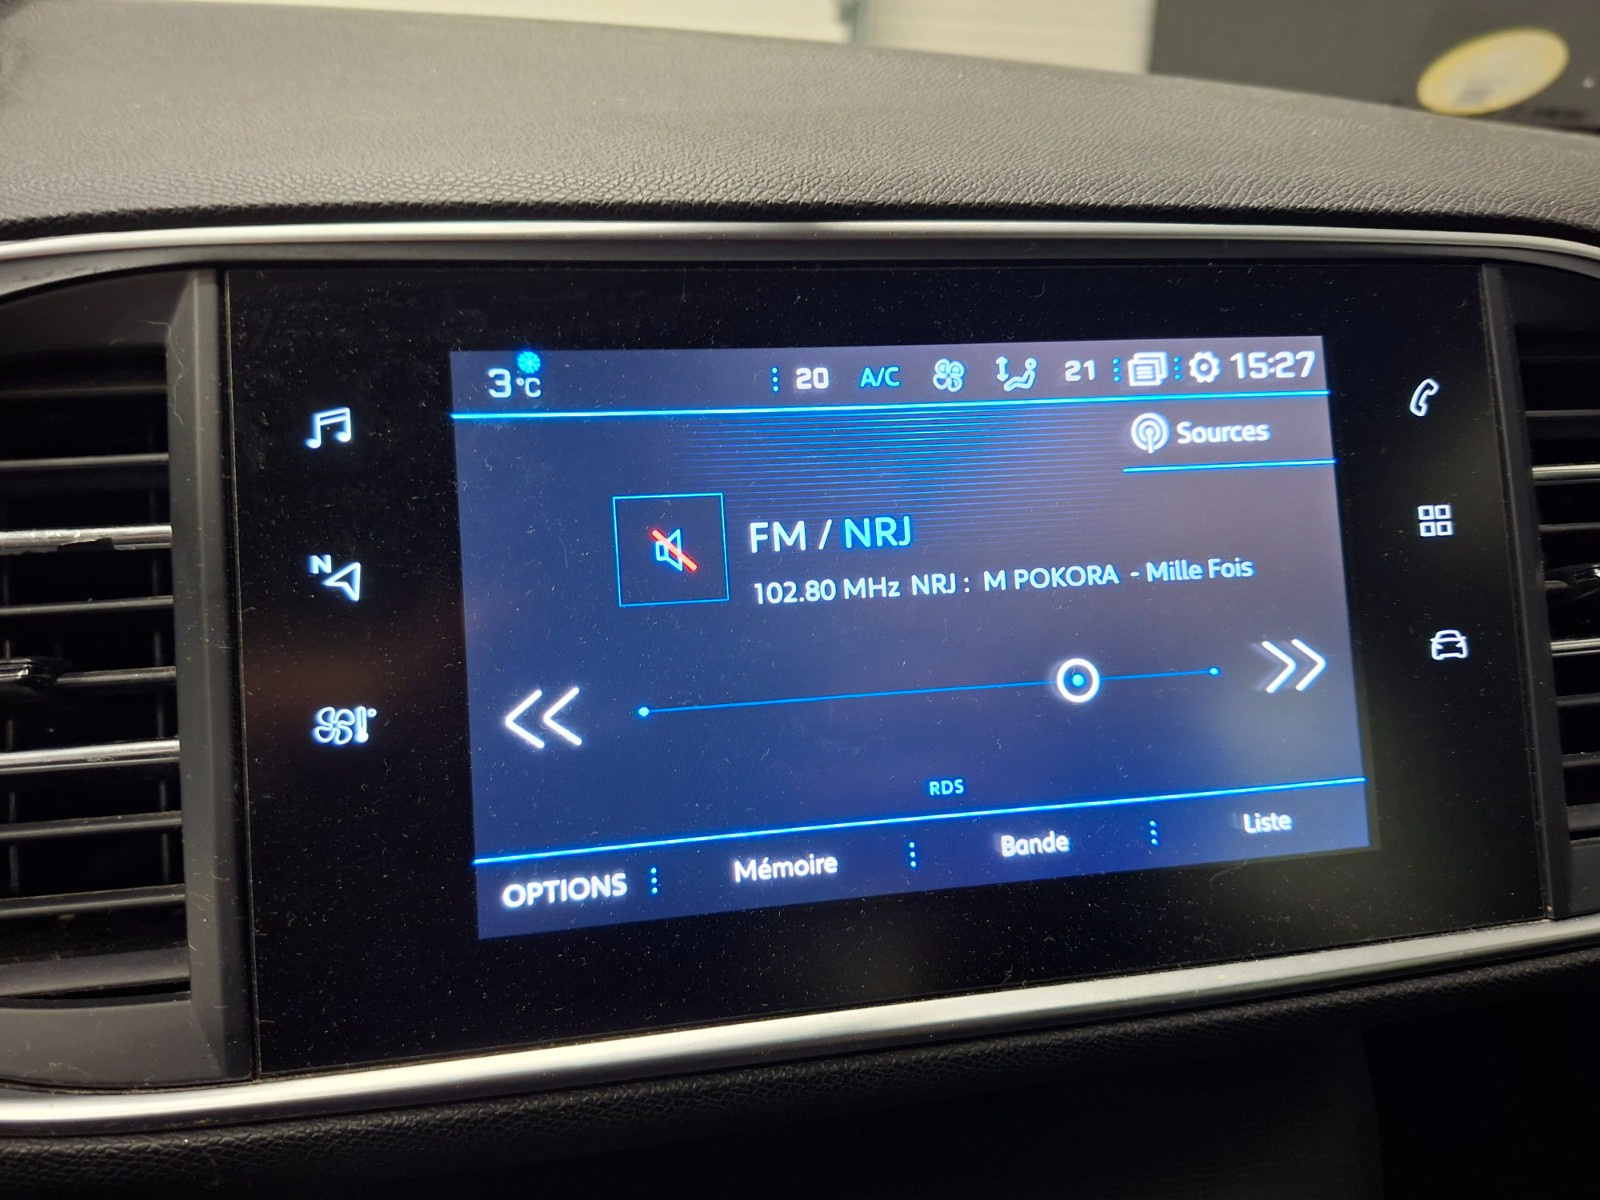 3°C 20 A/C 21 15:27
Sources
FM / NRJ
102.80 MHz NRJ : M POKORA - Mille Fois
N
RDS
OPTIONS Mémoire Bande Liste